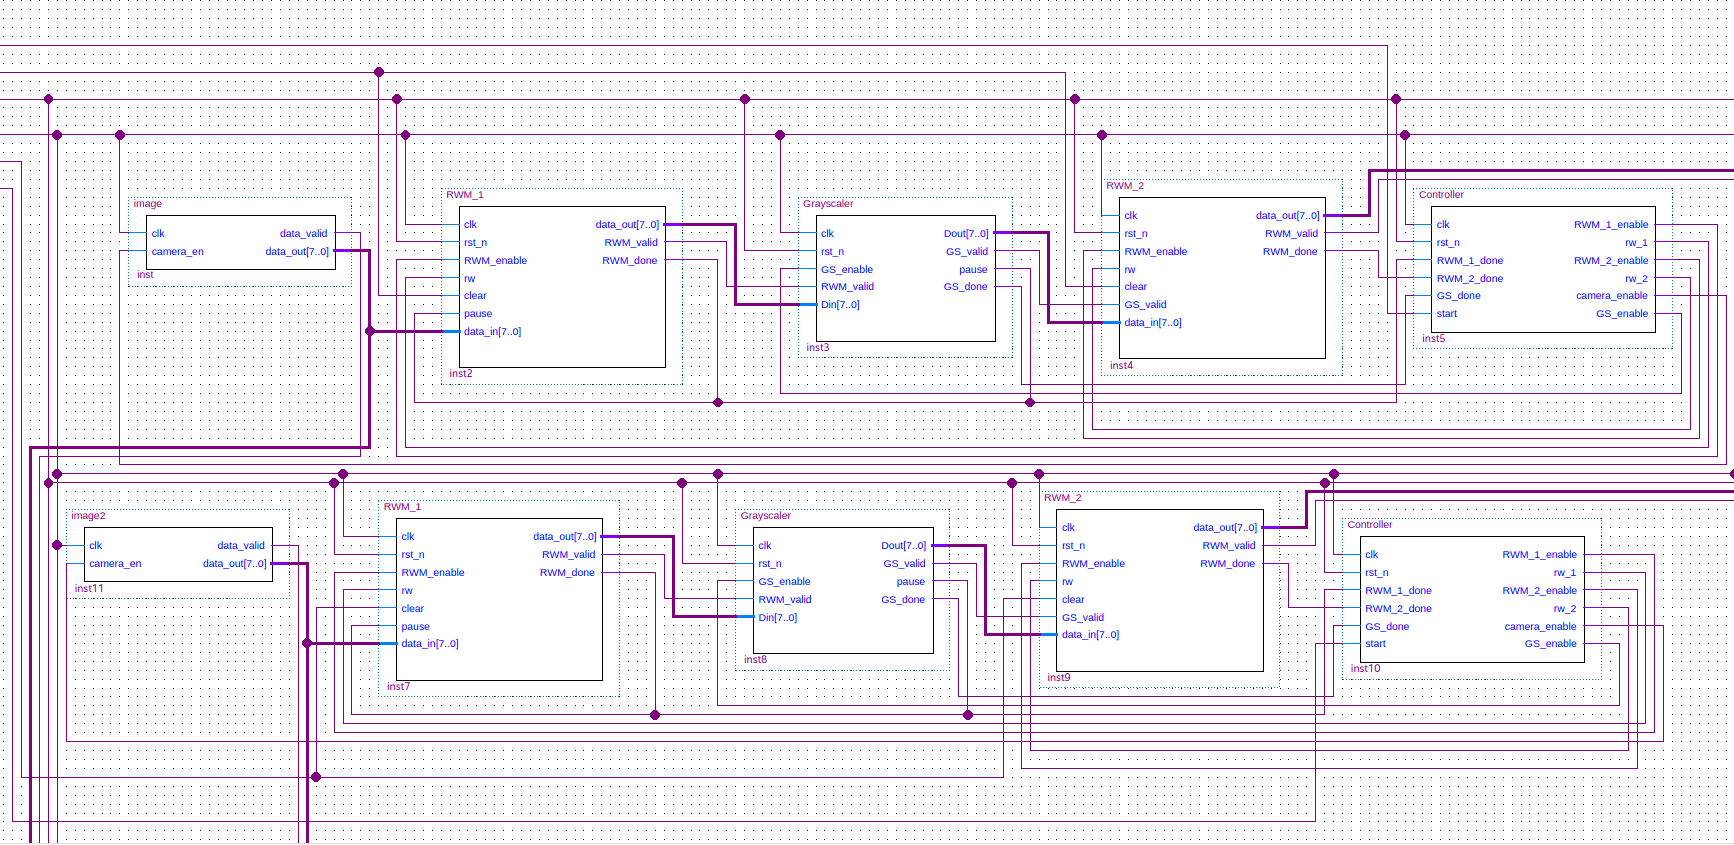 image
clk
camera_en
data_valid
data_out[7..0]
inst
RWM_1
clk
rst_n
RWM_enable
rw
clear
pause
data_in[7..0]
data_out[7..0]
RWM_valid
RWM_done
inst2
Grayscaler
clk
rst_n
GS_enable
RWM_valid
Din[7..0]
Dout[7..0]
GS_valid
pause
GS_done
inst3
RWM_2
clk
rst_n
RWM_enable
rw
clear
GS_valid
data_in[7..0]
data_out[7..0]
RWM_valid
RWM_done
inst4
Controller
clk
rst_n
RWM_1_done
RWM_2_done
GS_done
start
RWM_1_enable
rw_1
RWM_2_enable
rw_2
camera_enable
GS_enable
inst5
image2
clk
camera_en
data_valid
data_out[7..0]
inst11
RWM_1
clk
rst_n
RWM_enable
rw
clear
pause
data_in[7..0]
data_out[7..0]
RWM_valid
RWM_done
inst7
Grayscaler
clk
rst_n
GS_enable
RWM_valid
Din[7..0]
Dout[7..0]
GS_valid
pause
GS_done
inst8
RWM_2
clk
rst_n
RWM_enable
rw
clear
GS_valid
data_in[7..0]
data_out[7..0]
RWM_valid
RWM_done
inst9
Controller
clk
rst_n
RWM_1_done
RWM_2_done
GS_done
start
RWM_1_enable
rw_1
RWM_2_enable
rw_2
camera_enable
GS_enable
inst10